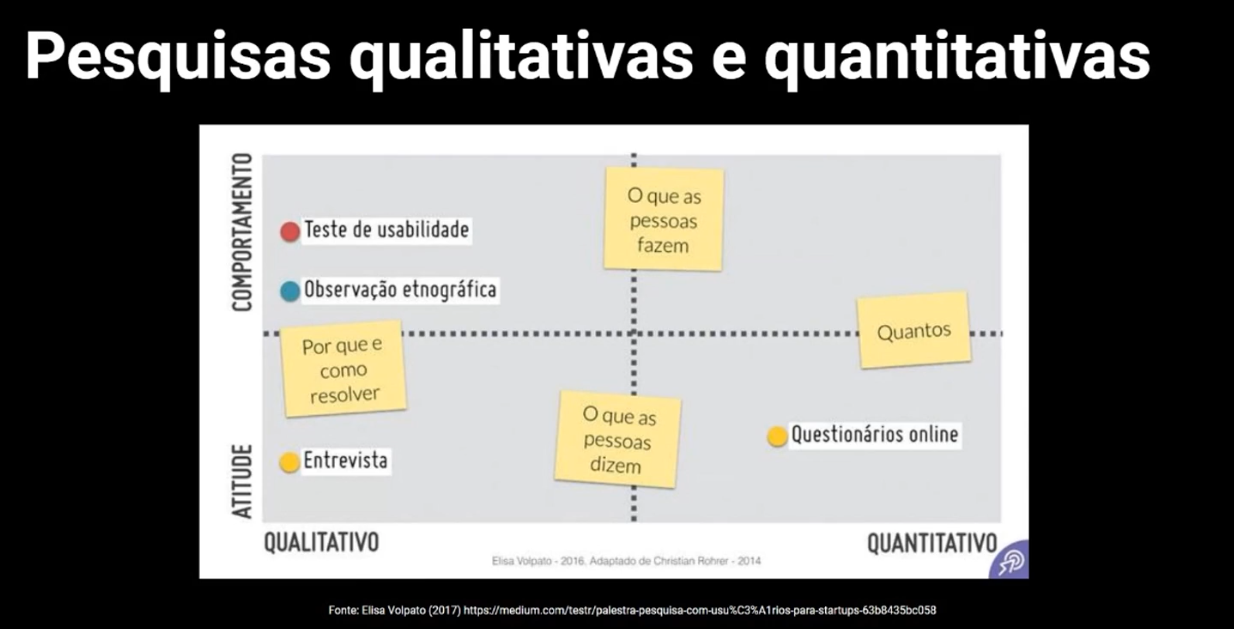 Pesquisas qualitativas e quantitativas
COMPORTAMENTO
Teste de usabilidade
Observação etnográfica
O que as
pessoas
fazem
Quantos
Por que e
como
resolver
O que as
pessoas
dizem
Questionários online
Entrevista
ATITUDE
QUALITATIVO
QUANTITATIVO
Elisa Volpato - 2016. Adaptado de Christian Rohrer - 2014
Fonte: Elisa Volpato (2017) https://medium.com/testr/palestra-pesquisa-com-usu%C3%A1rios-para-startups-63b8435bc058